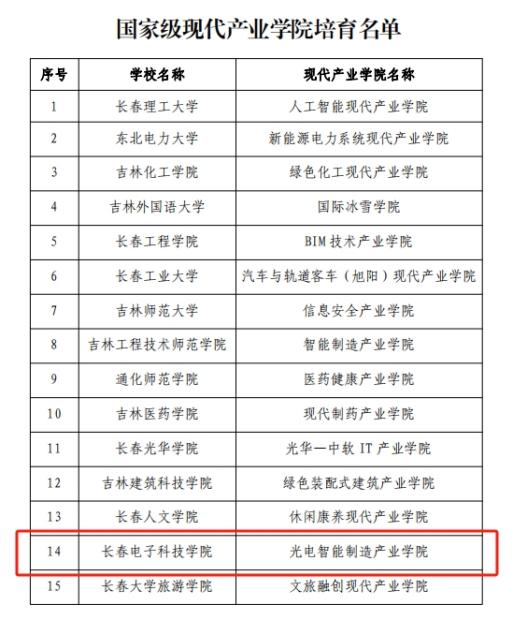 国家级现代产业学院培育名单
序号 学校名称 现代产业学院名称
1 长春理工大学 人工智能现代产业学院
2 东北电力大学 新能源电力系统现代产业学院
3 吉林化工学院 绿色化工现代产业学院
4 吉林外国语大学 国际冰雪学院
5 长春工程学院 BIM技术产业学院
6 长春工业大学 汽车与轨道客车（旭阳）现代产业学院
7 吉林师范大学 信息安全产业学院
8 吉林工程技术师范学院 智能制造产业学院
9 通化师范学院 医药健康产业学院
10 吉林医药学院 现代制药产业学院
11 长春光华学院 光华一中软 IT 产业学院
12 吉林建筑科技学院 绿色装配式建筑产业学院
13 长春人文学院 休闲康养现代产业学院
14 长春电子科技学院 光电智能制造产业学院
15 长春大学旅游学院 文旅融创现代产业学院